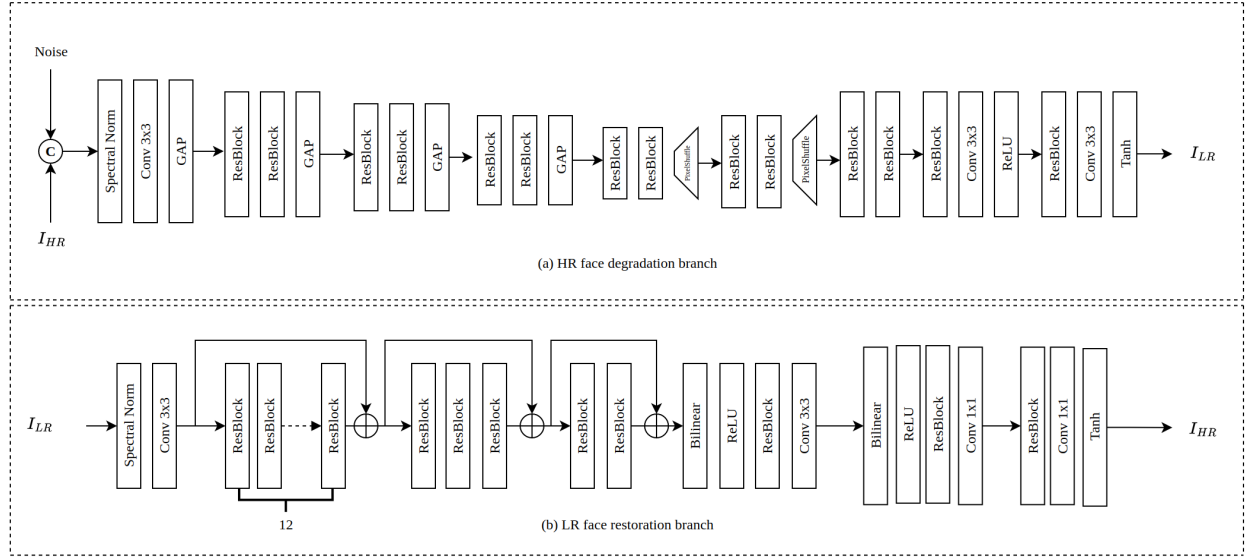 Noise
C
I_HR
Spectral Norm
Conv 3x3
GAP
ResBlock
ResBlock
GAP
ResBlock
ResBlock
GAP
ResBlock
ResBlock
GAP
ResBlock
ResBlock
PixelShuffle
ResBlock
ResBlock
PixelShuffle
ResBlock
ResBlock
ResBlock
Conv 3x3
ReLU
ResBlock
Conv 3x3
Tanh
I_LR
(a) HR face degradation branch
I_LR
Spectral Norm
Conv 3x3
ResBlock
ResBlock
ResBlock
12
ResBlock
ResBlock
ResBlock
ResBlock
ResBlock
Bilinear
ReLU
ResBlock
Conv 3x3
Bilinear
ReLU
ResBlock
Conv 1x1
ResBlock
Conv 1x1
Tanh
I_HR
(b) LR face restoration branch